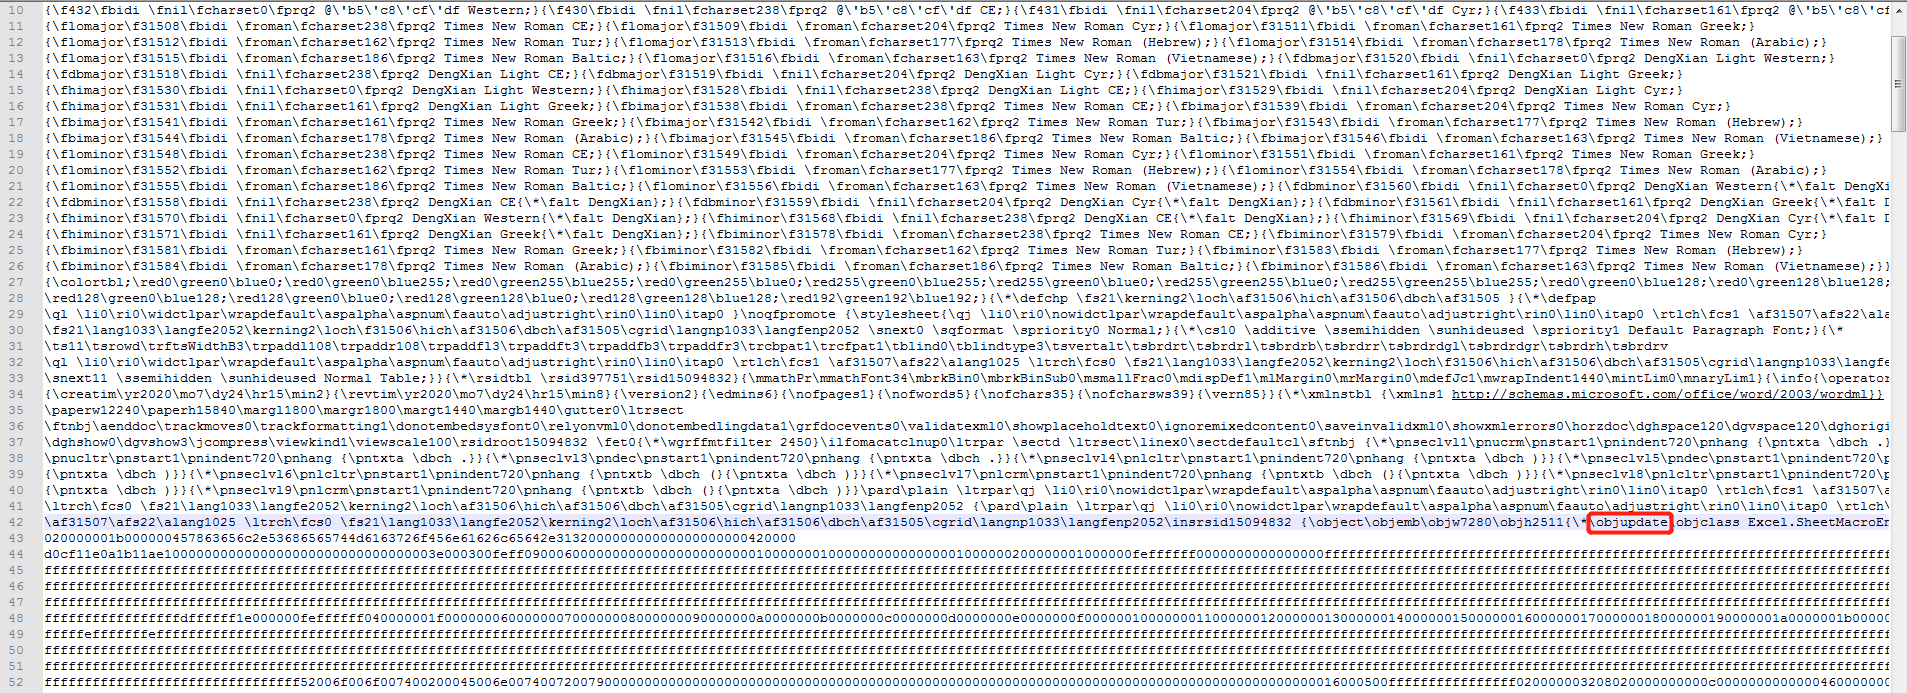 10 {\f432\fbidi \fnil\fcharset0\fprq2 @\'b5\'c8\'cf\'df Western;}{\f430\fbidi \fnil\fcharset238\fprq2 @\'b5\'c8\'cf\'df CE;}{\f431\fbidi \fnil\fcharset204\fprq2 @\'b5\'c8\'cf\'df Cyr;}{\f433\fbidi \fnil\fcharset161\fprq2 @\'b5\'c8\'cf
11 {\flomajor\f31508\fbidi \froman\fcharset238\fprq2 Times New Roman CE;}{\flomajor\f31509\fbidi \froman\fcharset204\fprq2 Times New Roman Cyr;}{\flomajor\f31511\fbidi \froman\fcharset161\fprq2 Times New Roman Greek;}
12 {\flomajor\f31512\fbidi \froman\fcharset162\fprq2 Times New Roman Tur;}{\flomajor\f31513\fbidi \froman\fcharset177\fprq2 Times New Roman (Hebrew);}{\flomajor\f31514\fbidi \froman\fcharset178\fprq2 Times New Roman (Arabic);}
13 {\flomajor\f31515\fbidi \froman\fcharset186\fprq2 Times New Roman Baltic;}{\flomajor\f31516\fbidi \froman\fcharset163\fprq2 Times New Roman (Vietnamese);}{\fdbmajor\f31520\fbidi \fnil\fcharset0\fprq2 DengXian Light Western;}
14 {\fdbmajor\f31518\fbidi \fnil\fcharset238\fprq2 DengXian Light CE;}{\fdbmajor\f31519\fbidi \fnil\fcharset204\fprq2 DengXian Light Cyr;}{\fdbmajor\f31521\fbidi \fnil\fcharset161\fprq2 DengXian Light Greek;}
15 {\fhimajor\f31530\fbidi \fnil\fcharset0\fprq2 DengXian Light Western;}{\fhimajor\f31528\fbidi \fnil\fcharset238\fprq2 DengXian Light CE;}{\fhimajor\f31529\fbidi \fnil\fcharset204\fprq2 DengXian Light Cyr;}
16 {\fhimajor\f31531\fbidi \fnil\fcharset161\fprq2 DengXian Light Greek;}{\fbimajor\f31538\fbidi \froman\fcharset238\fprq2 Times New Roman CE;}{\fbimajor\f31539\fbidi \froman\fcharset204\fprq2 Times New Roman Cyr;}
17 {\fbimajor\f31541\fbidi \froman\fcharset161\fprq2 Times New Roman Greek;}{\fbimajor\f31542\fbidi \froman\fcharset162\fprq2 Times New Roman Tur;}{\fbimajor\f31543\fbidi \froman\fcharset177\fprq2 Times New Roman (Hebrew);}
18 {\fbimajor\f31544\fbidi \froman\fcharset178\fprq2 Times New Roman (Arabic);}{\fbimajor\f31545\fbidi \froman\fcharset186\fprq2 Times New Roman Baltic;}{\fbimajor\f31546\fbidi \froman\fcharset163\fprq2 Times New Roman (Vietnamese);}
19 {\flominor\f31548\fbidi \froman\fcharset238\fprq2 Times New Roman CE;}{\flominor\f31549\fbidi \froman\fcharset204\fprq2 Times New Roman Cyr;}{\flominor\f31551\fbidi \froman\fcharset161\fprq2 Times New Roman Greek;}
20 {\flominor\f31552\fbidi \froman\fcharset162\fprq2 Times New Roman Tur;}{\flominor\f31553\fbidi \froman\fcharset177\fprq2 Times New Roman (Hebrew);}{\flominor\f31554\fbidi \froman\fcharset178\fprq2 Times New Roman (Arabic);}
21 {\flominor\f31555\fbidi \froman\fcharset186\fprq2 Times New Roman Baltic;}{\flominor\f31556\fbidi \froman\fcharset163\fprq2 Times New Roman (Vietnamese);}{\fdbminor\f31560\fbidi \fnil\fcharset0\fprq2 DengXian Western{\*\falt DengXi
22 {\fdbminor\f31558\fbidi \fnil\fcharset238\fprq2 DengXian CE{\*\falt DengXian};}{\fdbminor\f31559\fbidi \fnil\fcharset204\fprq2 DengXian Cyr{\*\falt DengXian};}{\fdbminor\f31561\fbidi \fnil\fcharset161\fprq2 DengXian Greek{\*\falt D
23 {\fhiminor\f31570\fbidi \fnil\fcharset0\fprq2 DengXian Western{\*\falt DengXian};}{\fhiminor\f31568\fbidi \fnil\fcharset238\fprq2 DengXian CE{\*\falt DengXian};}{\fhiminor\f31569\fbidi \fnil\fcharset204\fprq2 DengXian Cyr{\*\falt D
24 {\fhiminor\f31571\fbidi \fnil\fcharset161\fprq2 DengXian Greek{\*\falt DengXian};}{\fbiminor\f31578\fbidi \froman\fcharset238\fprq2 Times New Roman CE;}{\fbiminor\f31579\fbidi \froman\fcharset204\fprq2 Times New Roman Cyr;}
25 {\fbiminor\f31581\fbidi \froman\fcharset161\fprq2 Times New Roman Greek;}{\fbiminor\f31582\fbidi \froman\fcharset162\fprq2 Times New Roman Tur;}{\fbiminor\f31583\fbidi \froman\fcharset177\fprq2 Times New Roman (Hebrew);}
26 {\fbiminor\f31584\fbidi \froman\fcharset178\fprq2 Times New Roman (Arabic);}{\fbiminor\f31585\fbidi \froman\fcharset186\fprq2 Times New Roman Baltic;}{\fbiminor\f31586\fbidi \froman\fcharset163\fprq2 Times New Roman (Vietnamese);}}
27 {\colortbl;\red0\green0\blue0;\red0\green0\blue255;\red0\green255\blue255;\red0\green255\blue0;\red255\green0\blue255;\red255\green0\blue0;\red255\green255\blue0;\red255\green255\blue255;\red0\green0\blue128;\red0\green128\blue128;
28 \red128\green0\blue128;\red128\green0\blue0;\red128\green128\blue0;\red128\green128\blue128;\red192\green192\blue192;}{\*\defchp \fs21\kerning2\loch\af31506\hich\af31506\dbch\af31505 }{\*\defpap
29 \ql \li0\ri0\widctlpar\wrapdefault\aspalpha\aspnum\faauto\adjustright\rin0\lin0\itap0 }\noqfpromote {\stylesheet{\qj \li0\ri0\nowidctlpar\wrapdefault\aspalpha\aspnum\faauto\adjustright\rin0\lin0\itap0 \rtlch\fcs1 \af31507\afs22\ala
30 \fs21\lang1033\langfe2052\kerning2\loch\f31506\hich\af31506\dbch\af31505\cgrid\langnp1033\langfenp2052 \snext0 \sqformat \spriority0 Normal;}{\*\cs10 \additive \ssemihidden \sunhideused \spriority1 Default Paragraph Font;}{\*
31 \ts11\tsrowd\trftsWidthB3\trpaddl108\trpaddr108\trpaddfl3\trpaddft3\trpaddfb3\trpaddfr3\trcbpat1\trcfpat1\tblind0\tblindtype3\tsvertalt\tsbrdrt\tsbrdrl\tsbrdrb\tsbrdrr\tsbrdrdgl\tsbrdrdgr\tsbrdrh\tsbrdrv
32 \ql \li0\ri0\widctlpar\wrapdefault\aspalpha\aspnum\faauto\adjustright\rin0\lin0\itap0 \rtlch\fcs1 \af31507\afs22\alang1025 \ltrch\fcs0 \fs21\lang1033\langfe2052\kerning2\loch\f31506\hich\af31506\dbch\af31505\cgrid\langnp1033\langfe
33 \snext11 \ssemihidden \sunhideused Normal Table;}}{\*\rsidtbl \rsid397751\rsid15094832}{\mmathPr\mmathFont34\mbrkBin0\mbrkBinSub0\msmallFrac0\mdispDef1\mlMargin0\mrMargin0\mdefJc1\mwrapIndent1440\mintLim0\mnaryLim1}{\info{\operator
34 {\creatim\yr2020\mo7\dy24\hr15\min2}{\revtim\yr2020\mo7\dy24\hr15\min8}{\version2}{\edmins6}{\nofpages1}{\nofwords5}{\nofchars35}{\nofcharsws39}{\vern85}}{\*\xmlnstbl {\xmlns1 http://schemas.microsoft.com/office/word/2003/wordml}}
35 \paperw12240\paperh15840\margl1800\margr1800\margt1440\margb1440\gutter0\ltrsect
36 \ftnbj\aenddoc\trackmoves0\trackformatting1\donotembedsysfont0\relyonvml0\donotembedlingdata1\grfdocevents0\validatexml0\showplaceholdtext0\ignoremixedcontent0\saveinvalidxml0\showxmlerrors0\horzdoc\dghspace120\dgvspace120\dghorigi
37 \dghshow0\dgvshow3\jcompress\viewkind1\viewscale100\rsidroot15094832 \fet0{\*\wgrffmtfilter 2450}\ilfomacatclnup0\ltrpar \sectd \ltrsect\linex0\sectdefaultcl\sftnbj {\*\pnseclvl1\pnucrm\pnstart1\pnindent720\pnhang {\pntxta \dbch .}
38 \pnucltr\pnstart1\pnindent720\pnhang {\pntxta \dbch .}}{\*\pnseclvl3\pndec\pnstart1\pnindent720\pnhang {\pntxta \dbch .}}{\*\pnseclvl4\pnlcltr\pnstart1\pnindent720\pnhang {\pntxta \dbch )}}{\*\pnseclvl5\pndec\pnstart1\pnindent720\p
39 {\pntxta \dbch )}}{\*\pnseclvl6\pnlcltr\pnstart1\pnindent720\pnhang {\pntxtb \dbch (}{\pntxta \dbch )}}{\*\pnseclvl7\pnlcrm\pnstart1\pnindent720\pnhang {\pntxtb \dbch (}{\pntxta \dbch )}}{\*\pnseclvl8\pnlcltr\pnstart1\pnindent720\p
40 {\pntxta \dbch )}}{\*\pnseclvl9\pnlcrm\pnstart1\pnindent720\pnhang {\pntxtb \dbch (}{\pntxta \dbch )}}\pard\plain \ltrpar\qj \li0\ri0\nowidctlpar\wrapdefault\aspalpha\aspnum\faauto\adjustright\rin0\lin0\itap0 \rtlch\fcs1 \af31507\a
41 \ltrch\fcs0 \fs21\lang1033\langfe2052\kerning2\loch\af31506\hich\af31506\dbch\af31505\cgrid\langnp1033\langfenp2052 {\pard\plain \ltrpar\qj \li0\ri0\nowidctlpar\wrapdefault\aspalpha\aspnum\faauto\adjustright\rin0\lin0\itap0 \rtlch
42 \af31507\afs22\alang1025 \ltrch\fcs0 \fs21\lang1033\langfe2052\kerning2\loch\af31506\hich\af31506\dbch\af31505\cgrid\langnp1033\langfenp2052\insrsid15094832 {\object\objemb\objw7280\objh2511{\*\objupdate\objclass Excel.SheetMacroEn
43
44
45
46
47
48
49
50
51
52